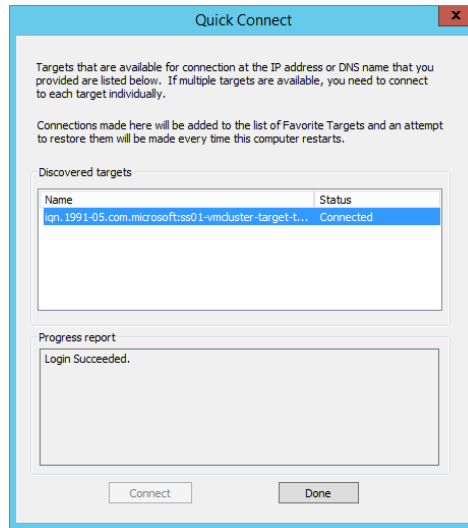 Quick Connect
x
Targets that are available for connection at the IP address or DNS name that you
provided are listed below. If multiple targets are available, you need to connect
to each target individually.
Connections made here will be added to the list of Favorite Targets and an attempt
to restore them will be made every time this computer restarts.
Discovered targets
Name Status
iqn.1991-05.com.microsoft:ss01-vmcluster-target-t... Connected
Progress report
Login Succeeded.
Connect Done